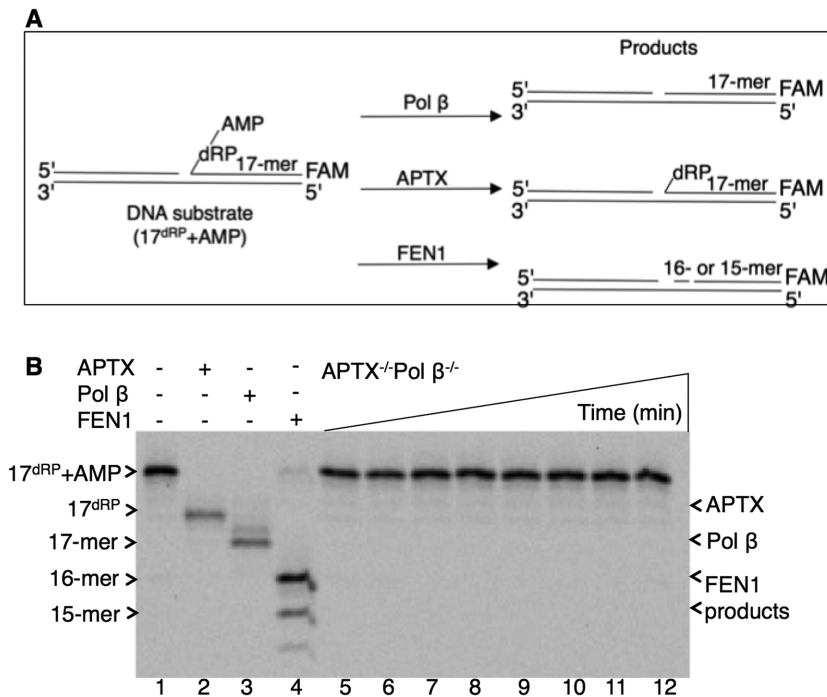 A
Products
5' 17-mer FAM
3' 5'
Pol β
AMP
dRP 17-mer FAM
5'
3' 5'
DNA substrate
(17dRP+AMP)
APTX
dRP
5' 17-mer FAM
3' 5'
FEN1
16- or 15-mer
5' FAM
3' 5'
B
APTX - + - - APTX-/-Pol β-/-
Pol β - - + -
FEN1 - - - + Time (min)
17dRP+AMP >
17dRP > < APTX
17-mer > < Pol β
16-mer > < FEN1
15-mer > < products
1 2 3 4 5 6 7 8 9 10 11 12